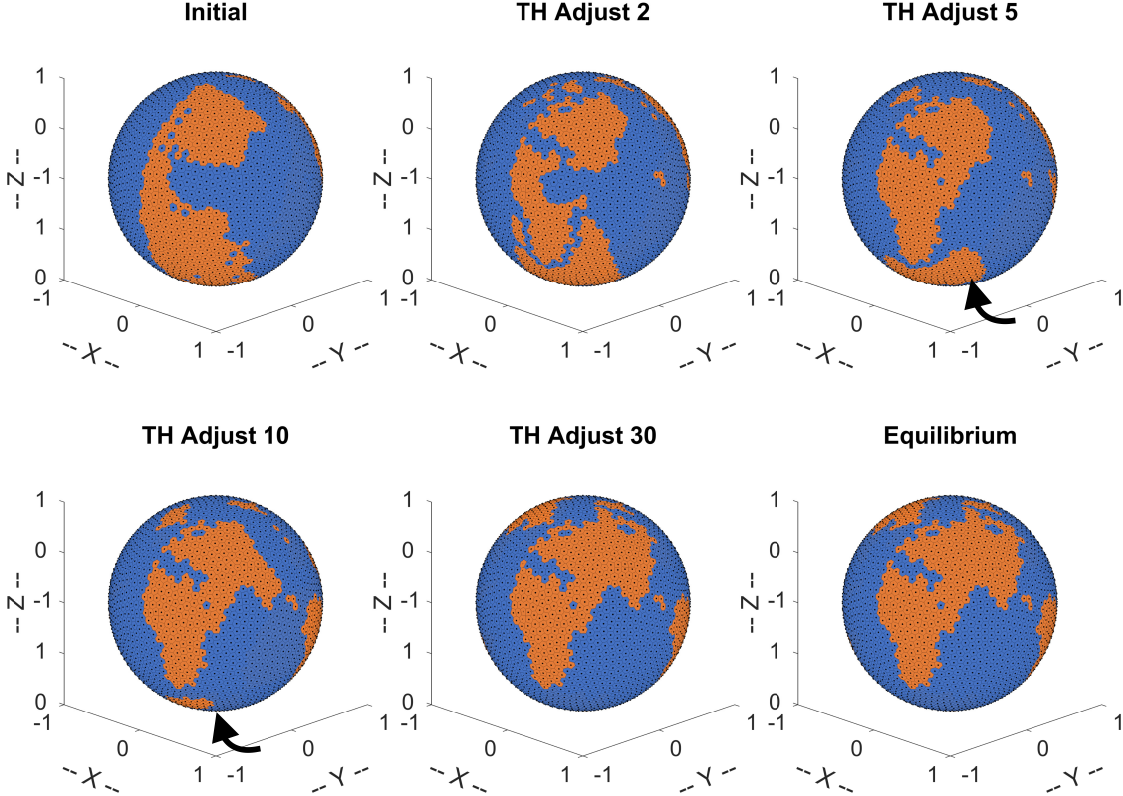 Initial
TH Adjust 2
TH Adjust 5
1
0
-1
1
0
-- Z --
-1
0
1
-- X --
-1
0
1
-- Y --
1
0
-1
1
0
-- Z --
-1
0
1
-- X --
-1
0
1
-- Y --
1
0
-1
1
0
-- Z --
-1
0
1
-- X --
-1
0
1
-- Y --
TH Adjust 10
TH Adjust 30
Equilibrium
1
0
-1
1
0
-- Z --
-1
0
1
-- X --
-1
0
1
-- Y --
1
0
-1
1
0
-- Z --
-1
0
1
-- X --
-1
0
1
-- Y --
1
0
-1
1
0
-- Z --
-1
0
1
-- X --
-1
0
1
-- Y --